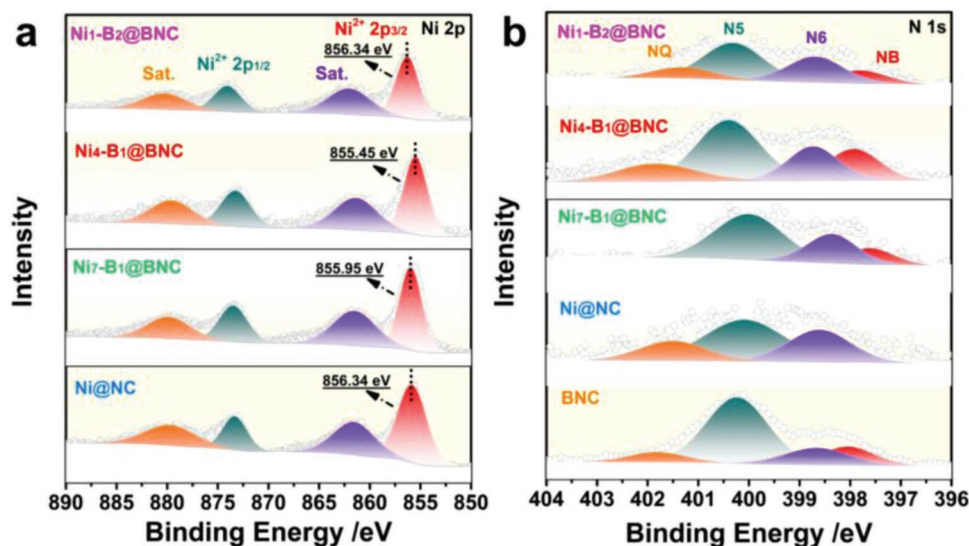 a
Ni1-B2@BNC
Ni²⁺ 2p3/2
Ni 2p
856.34 eV
Sat.
Ni²⁺ 2p1/2
Sat.
Ni4-B1@BNC
855.45 eV
Ni7-B1@BNC
855.95 eV
Ni@NC
856.34 eV
Intensity
890 880 870 865 860 855 850
Binding Energy /eV
b
Ni1-B2@BNC
N 1s
NQ
N5
N6
NB
Ni4-B1@BNC
Ni7-B1@BNC
Ni@NC
BNC
Intensity
404 403 402 401 400 399 398 397 396
Binding Energy /eV